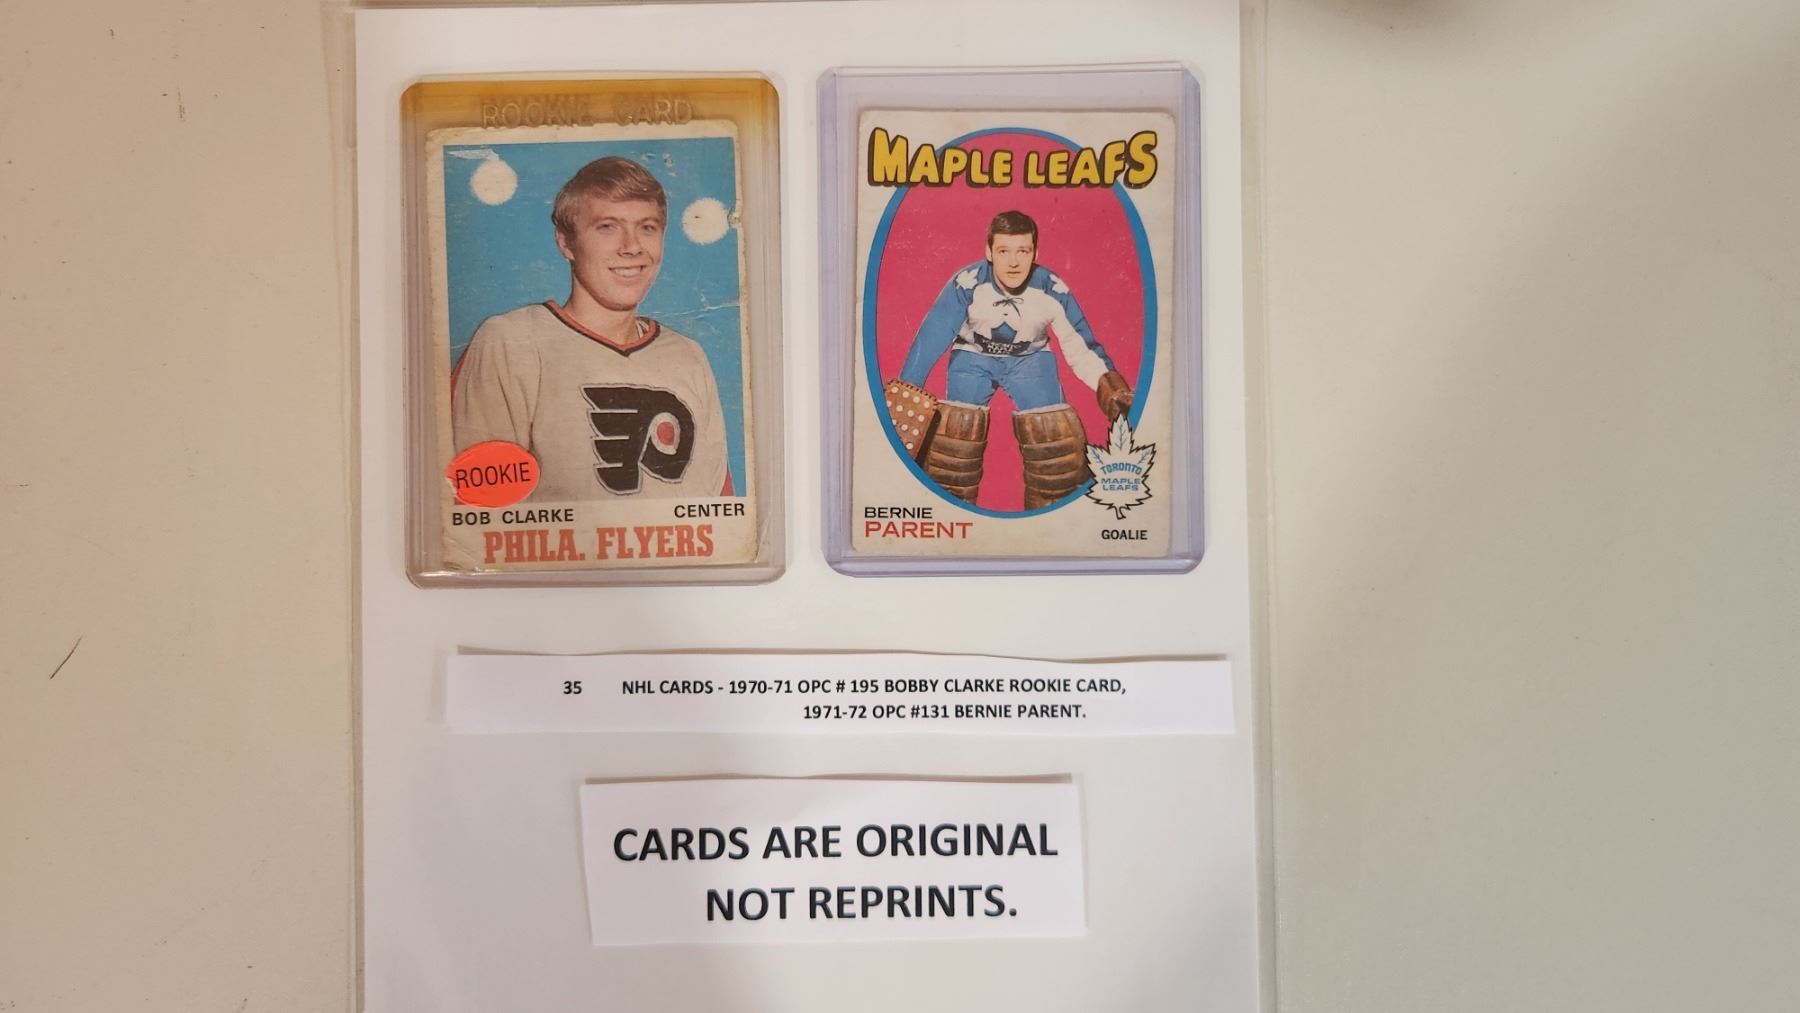 ROOKIE CARD
ROOKIE
BOB CLARKE CENTER
PHILA. FLYERS
MAPLE LEAFS
TORONTO
MAPLE
LEAFS
BERNIE
PARENT
GOALIE
35 NHL CARDS - 1970-71 OPC # 195 BOBBY CLARKE ROOKIE CARD,
1971-72 OPC #131 BERNIE PARENT.
CARDS ARE ORIGINAL
NOT REPRINTS.